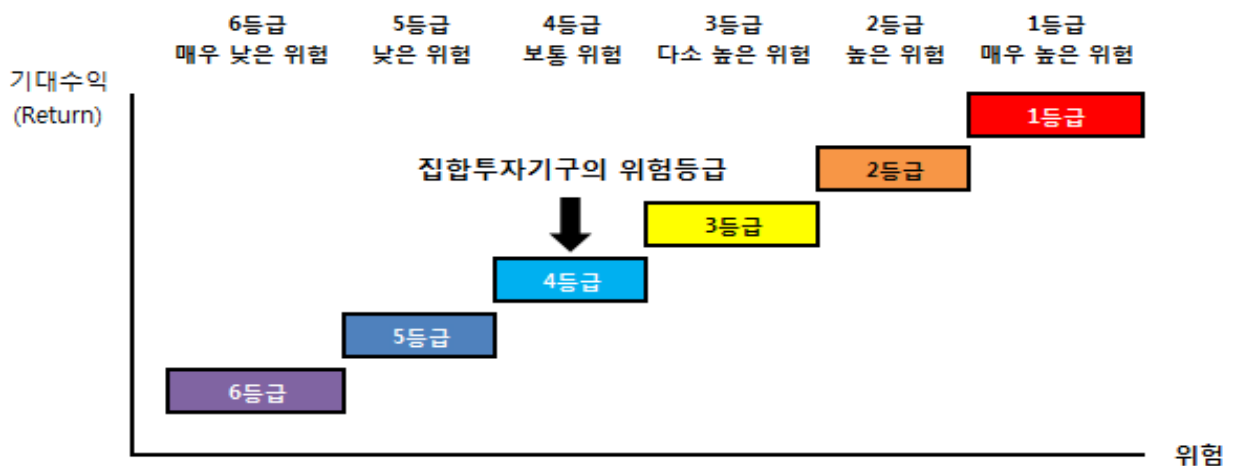 6등급 5등급 4등급 3등급 2등급 1등급
매우 낮은 위험 낮은 위험 보통 위험 다소 높은 위험 높은 위험 매우 높은 위험
기대수익
(Return)
1등급
집합투자기구의 위험등급
2등급
3등급
4등급
5등급
6등급
위험